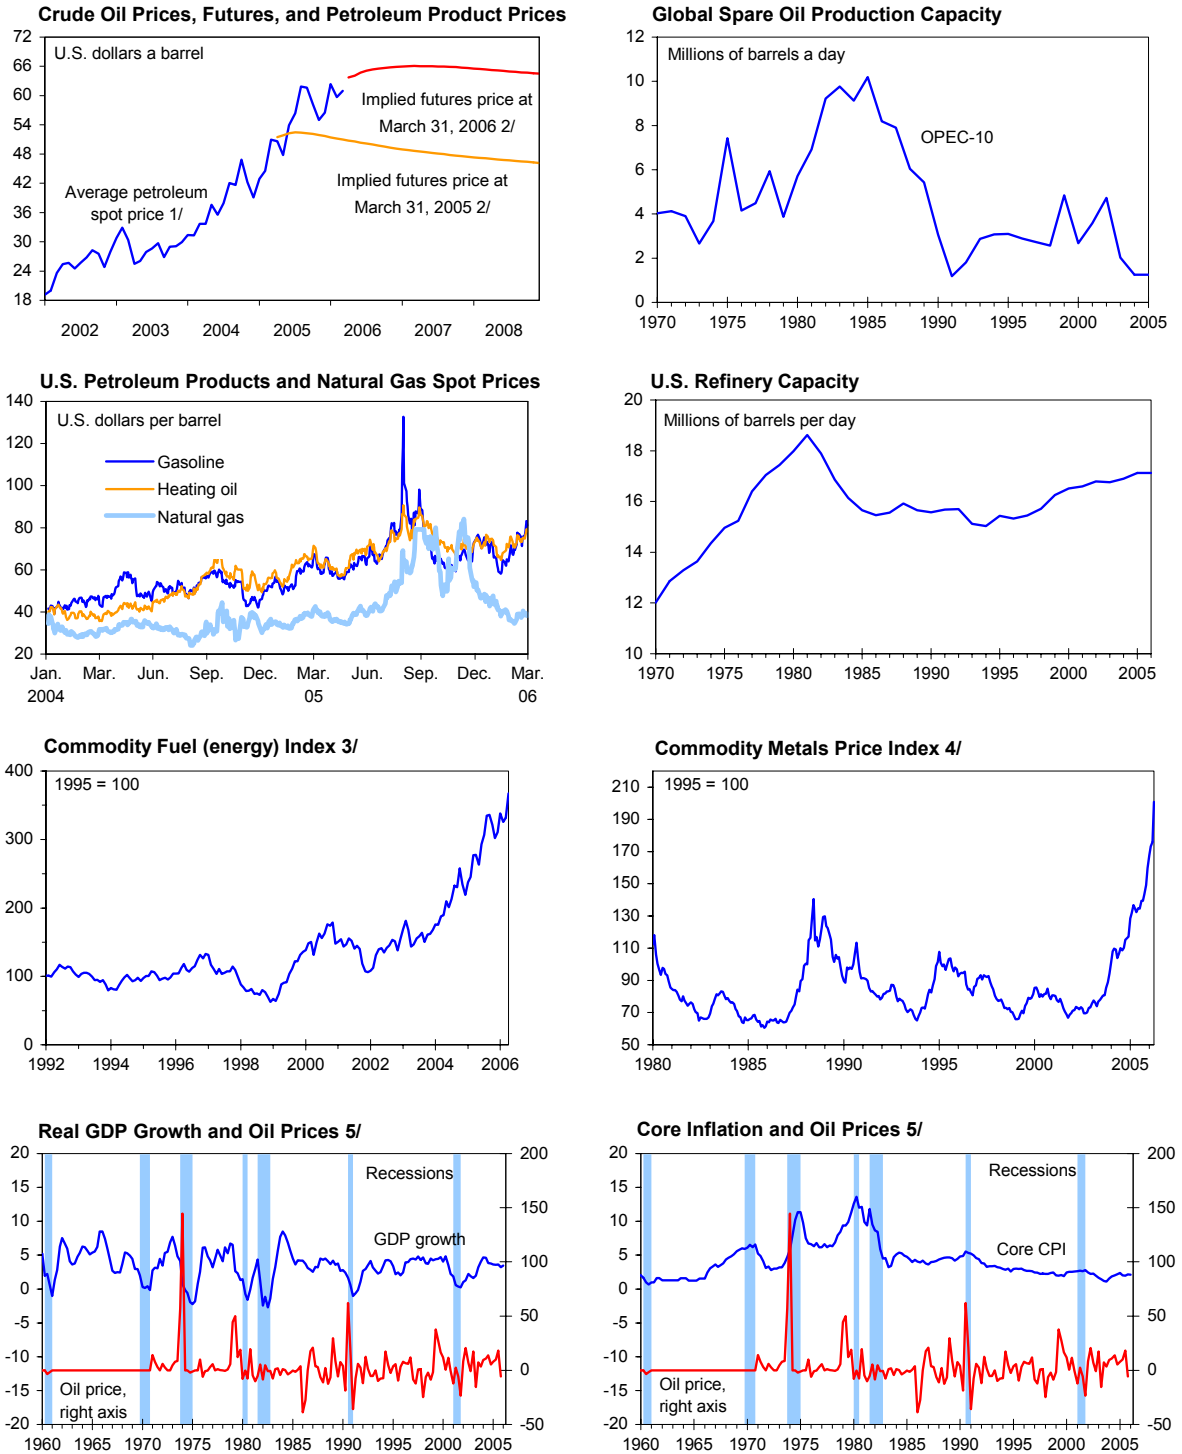 Crude Oil Prices, Futures, and Petroleum Product Prices
U.S. dollars a barrel
72
66
60
54
48
42
36
30
24
18
Implied futures price at
March 31, 2006 2/
Average petroleum
spot price 1/
Implied futures price at
March 31, 2005 2/
2002 2003 2004 2005 2006 2007 2008
Global Spare Oil Production Capacity
Millions of barrels a day
12
10
8
6
4
2
0
OPEC-10
1970 1975 1980 1985 1990 1995 2000 2005
U.S. Petroleum Products and Natural Gas Spot Prices
U.S. dollars per barrel
140
120
100
80
60
40
20
Gasoline
Heating oil
Natural gas
Jan. Mar. Jun. Sep. Dec. Mar. Jun. Sep. Dec. Mar.
2004 05 06
U.S. Refinery Capacity
Millions of barrels per day
20
18
16
14
12
10
1970 1975 1980 1985 1990 1995 2000 2005
Commodity Fuel (energy) Index 3/
1995 = 100
400
300
200
100
0
1992 1994 1996 1998 2000 2002 2004 2006
Commodity Metals Price Index 4/
1995 = 100
210
190
170
150
130
110
90
70
50
1980 1985 1990 1995 2000 2005
Real GDP Growth and Oil Prices 5/
20
15
10
5
0
-5
-10
-15
-20
Recessions
GDP growth
Oil price,
right axis
200
150
100
50
0
-50
1960 1965 1970 1975 1980 1985 1990 1995 2000 2005
Core Inflation and Oil Prices 5/
20
15
10
5
0
-5
-10
-15
-20
Recessions
Core CPI
Oil price,
right axis
200
150
100
50
0
-50
1960 1965 1970 1975 1980 1985 1990 1995 2000 2005